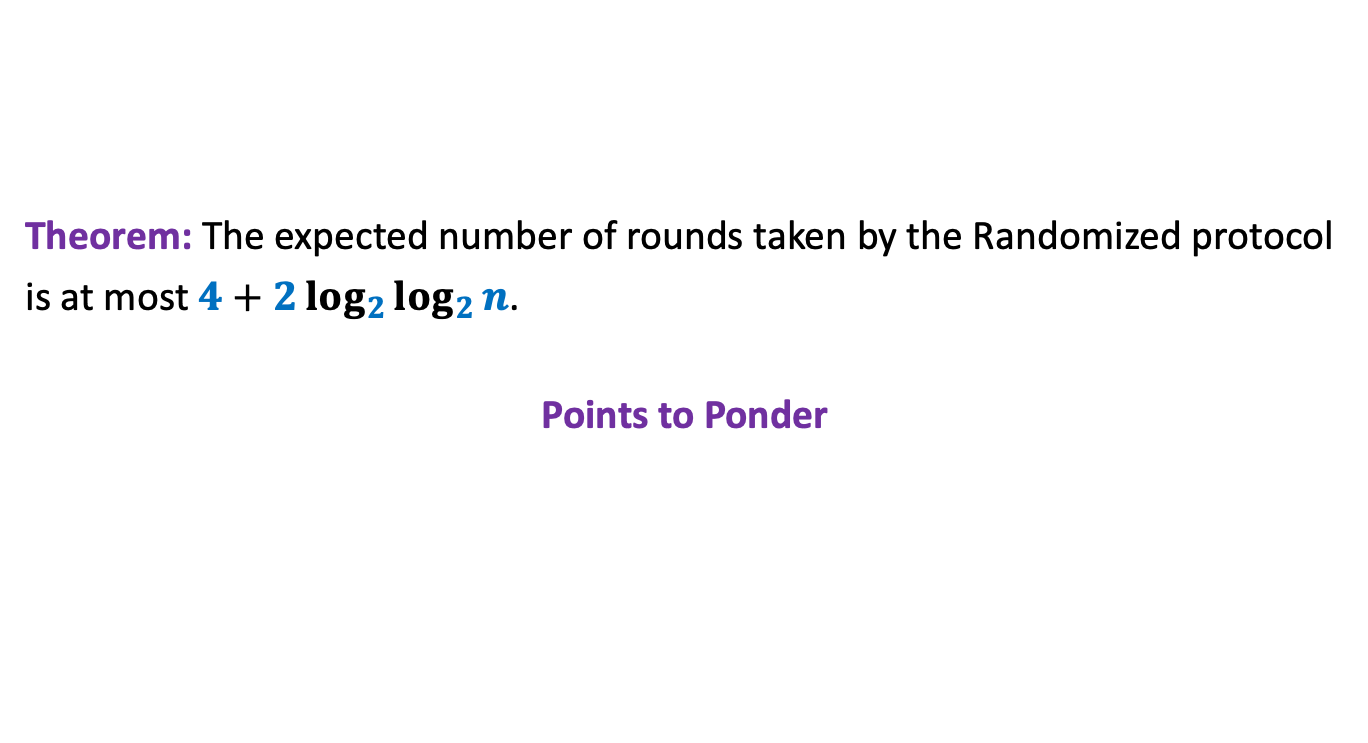 Theorem: The expected number of rounds taken by the Randomized protocol
is at most 4 + 2 log₂ log₂ n.
Points to Ponder